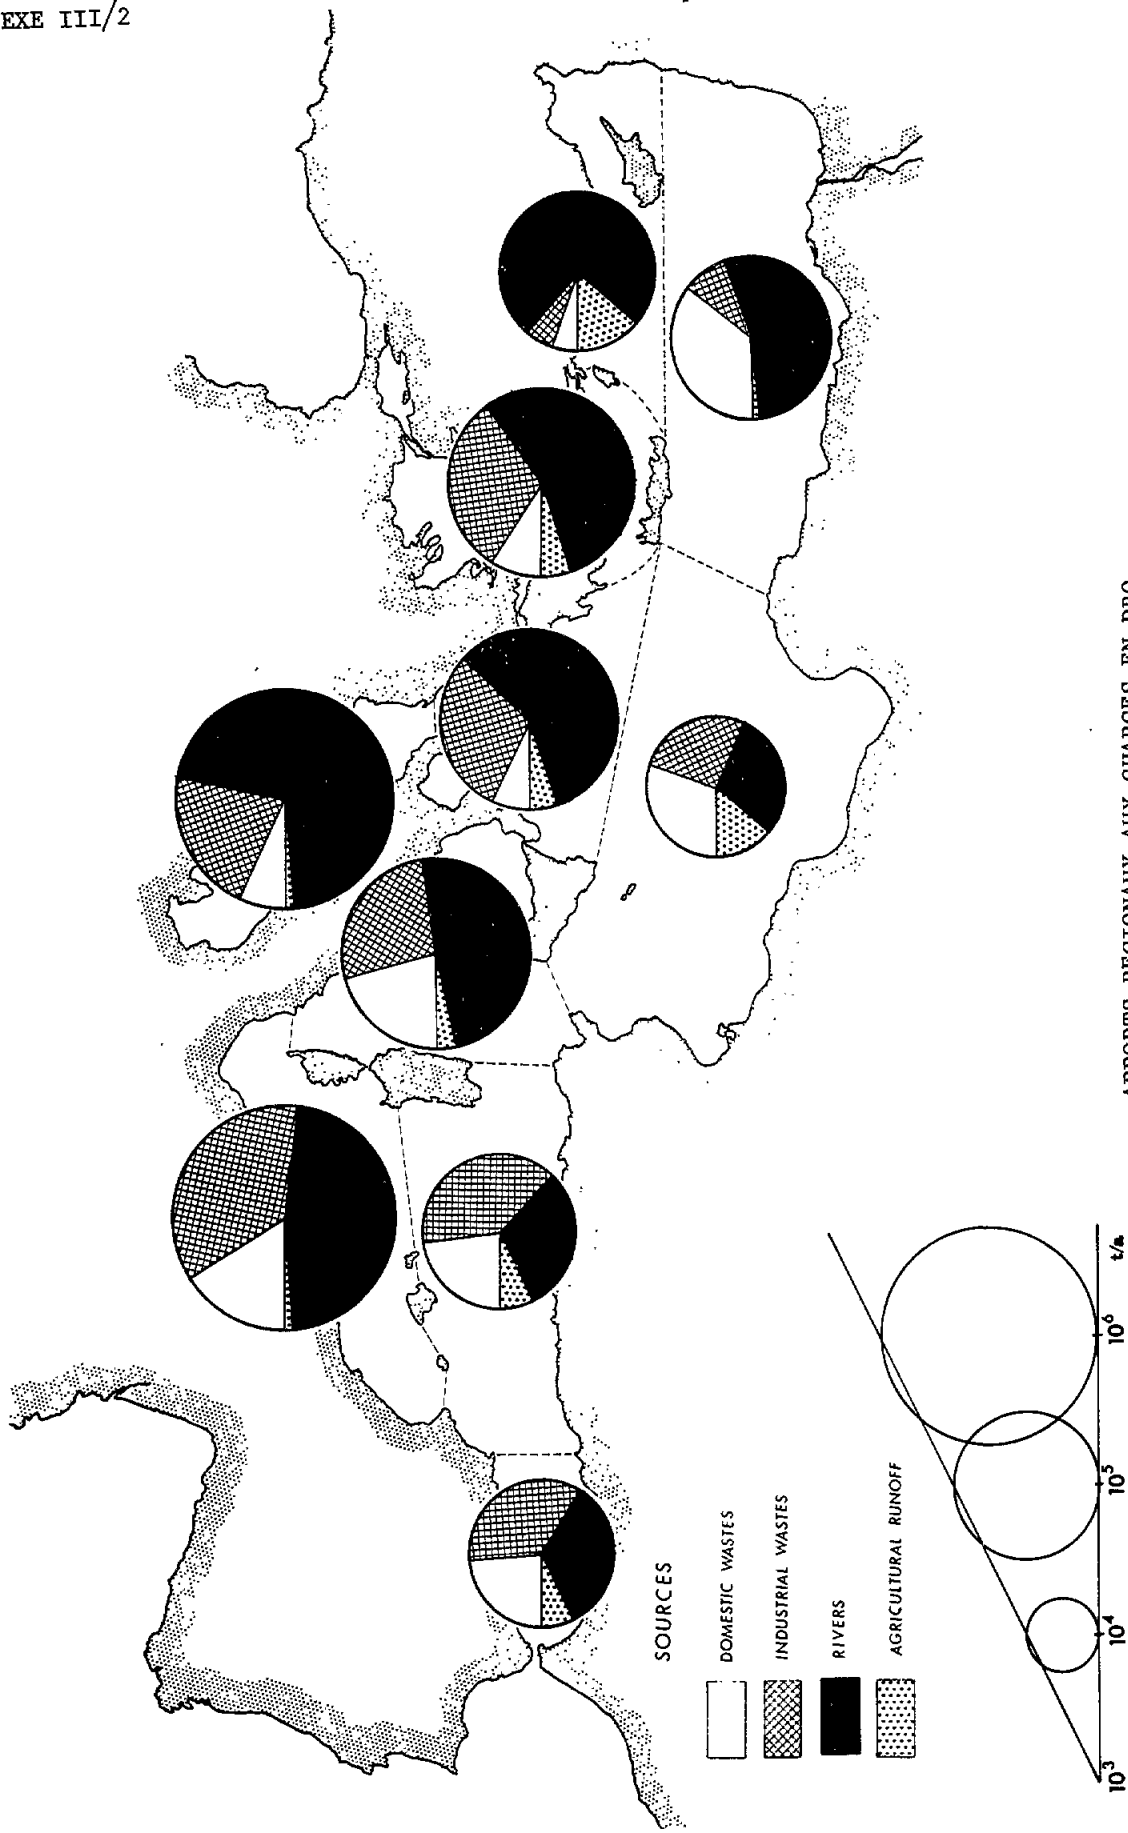 EXE III/2
SOURCES
DOMESTIC WASTES
INDUSTRIAL WASTES
RIVERS
AGRICULTURAL RUNOFF
10³ 10⁴ 10⁵ 10⁶ t/a
APPORTS REGIONAUX AUX CHARGES EN DBO